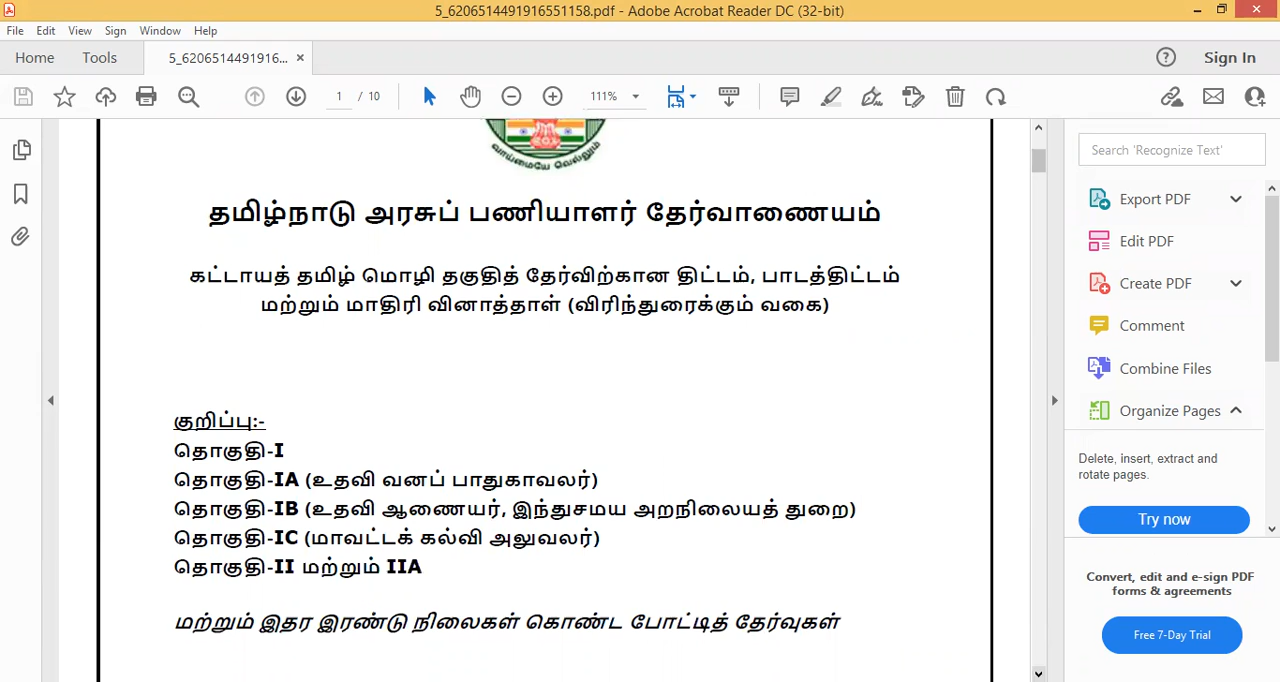 5_6206514491916551158.pdf - Adobe Acrobat Reader DC (32-bit)
File Edit View Sign Window Help
Home Tools 5_6206514491916... × Sign In
1 / 10 111%
வாய்மையே வெல்லும்
தமிழ்நாடு அரசுப் பணியாளர் தேர்வாணையம்
கட்டாயத் தமிழ் மொழி தகுதித் தேர்விற்கான திட்டம், பாடத்திட்டம்
மற்றும் மாதிரி வினாத்தாள் (விரிந்துரைக்கும் வகை)
குறிப்பு:-
தொகுதி-I
தொகுதி-IA (உதவி வனப் பாதுகாவலர்)
தொகுதி-IB (உதவி ஆணையர், இந்துசமய அறநிலையத் துறை)
தொகுதி-IC (மாவட்டக் கல்வி அலுவலர்)
தொகுதி-II மற்றும் IIA
மற்றும் இதர இரண்டு நிலைகள் கொண்ட போட்டித் தேர்வுகள்
Search 'Recognize Text'
Export PDF
Edit PDF
Create PDF
Comment
Combine Files
Organize Pages
Delete, insert, extract and
rotate pages.
Try now
Convert, edit and e-sign PDF
forms & agreements
Free 7-Day Trial